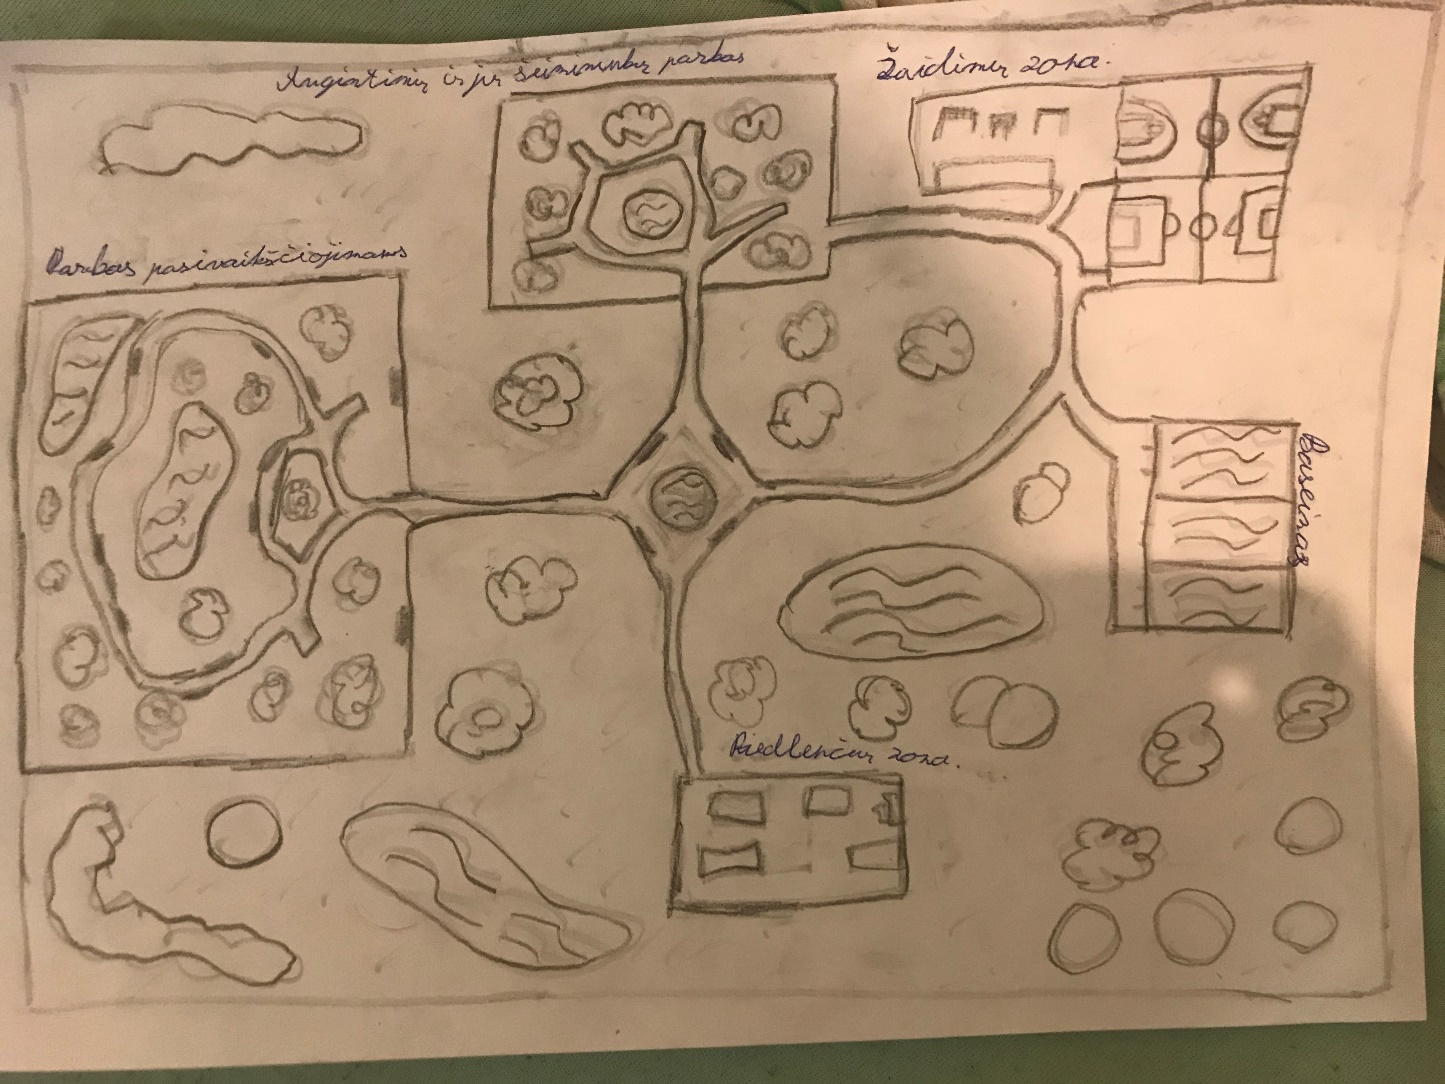 Augintinių ir jų šeimininkų parkas
Žaidimų zona.
Parkas pasivaikščiojimams
Baseinas
Riedlenčių zona.